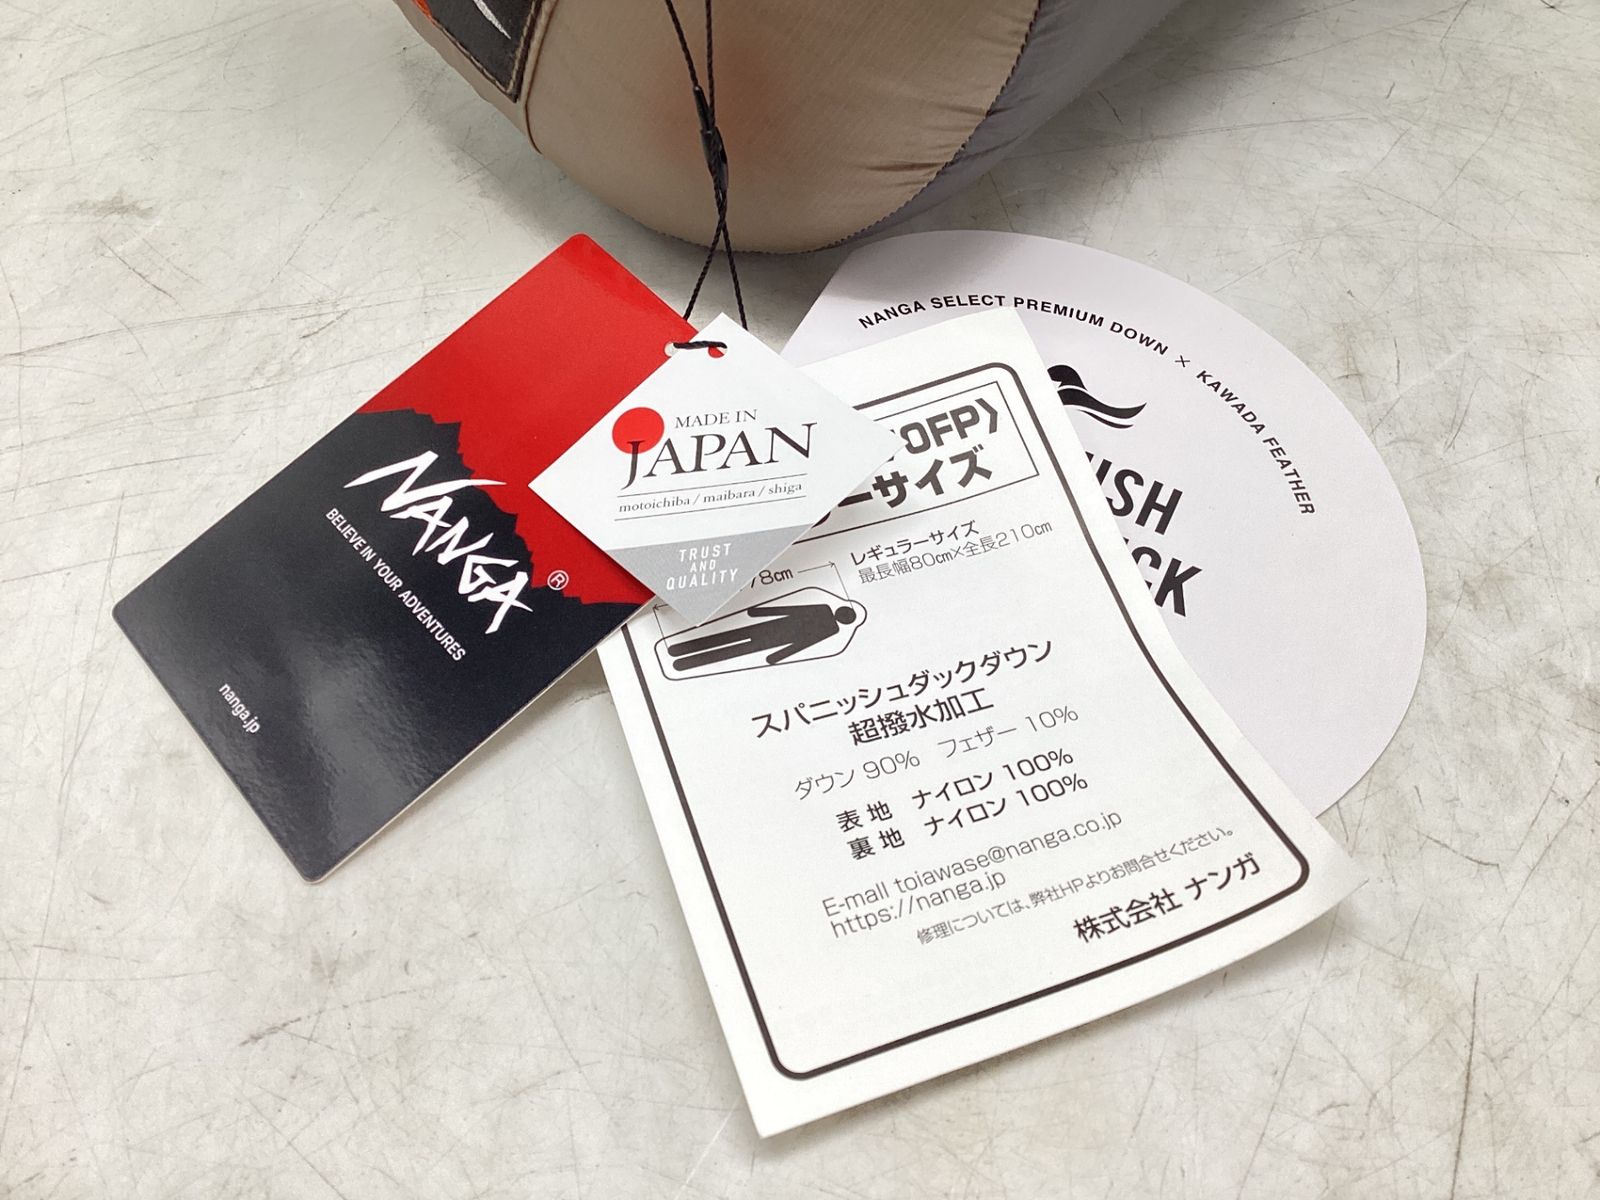 NANGA®
BELIEVE IN YOUR ADVENTURES
nanga.jp
MADE IN
JAPAN
motoichiba / maibara / shiga
TRUST
AND
QUALITY
NANGA SELECT PREMIUM DOWN × KAWADA FEATHER
0FP〉
ーサイズ
レギュラーサイズ
最長幅80㎝×全長210㎝
78㎝
スパニッシュダックダウン
超撥水加工
ダウン 90% フェザー 10%
表 地 ナイロン 100%
裏 地 ナイロン 100%
E-mail toiawase@nanga.co.jp
https://nanga.jp
修理については、弊社HPよりお問合せください。
株式会社 ナンガ